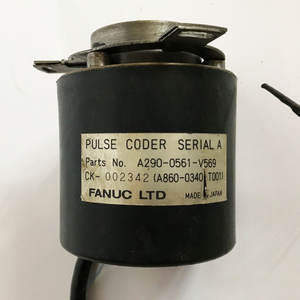 PULSE CODER SERIAL A
Parts No. A290-0561-V569
CK- 002342 (A860-0340-T001)
FANUC LTD MADE IN JAPAN